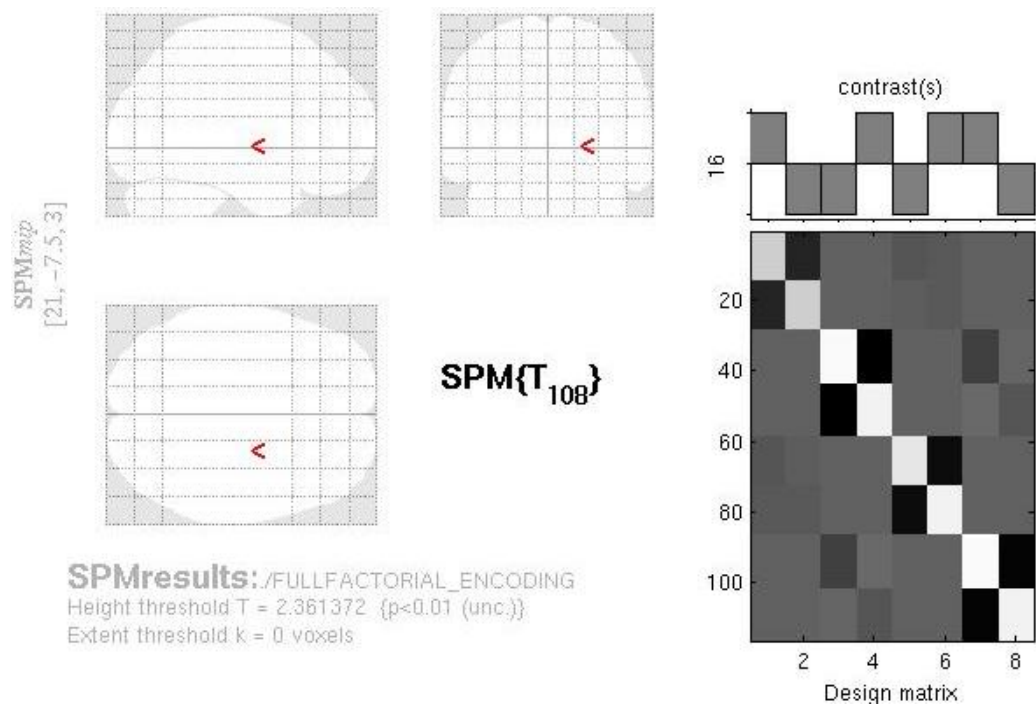 SPMmip
[21, −7.5, 3]
SPM{T108}
SPMresults:./FULLFACTORIAL_ENCODING
Height threshold T = 2.361372 {p<0.01 (unc.)}
Extent threshold k = 0 voxels
contrast(s)
16
20
40
60
80
100
2 4 6 8
Design matrix